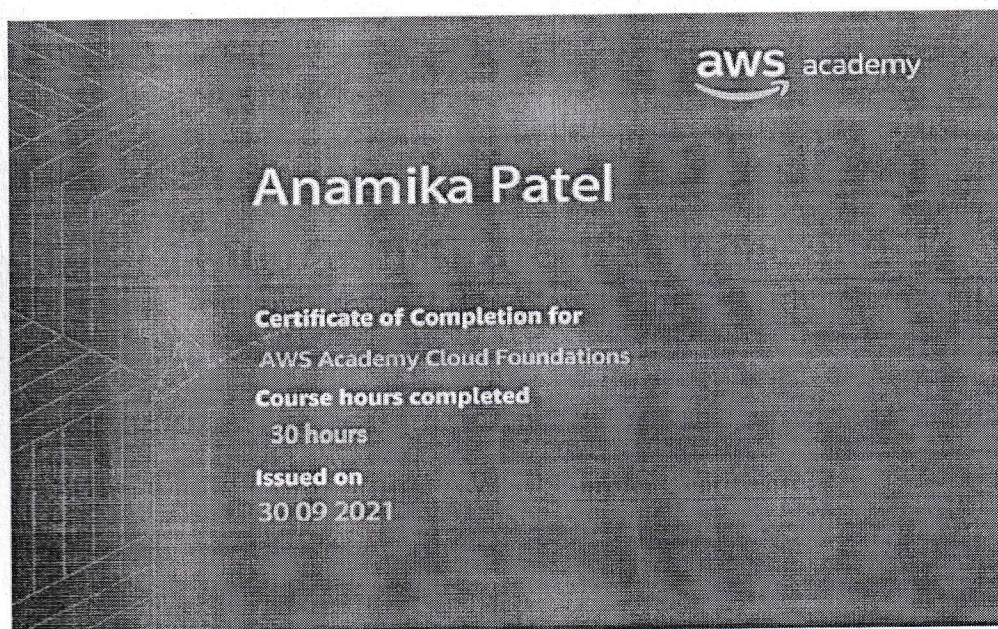 aws academy
Anamika Patel
Certificate of Completion for
AWS Academy Cloud Foundations
Course hours completed
30 hours
Issued on
30 09 2021